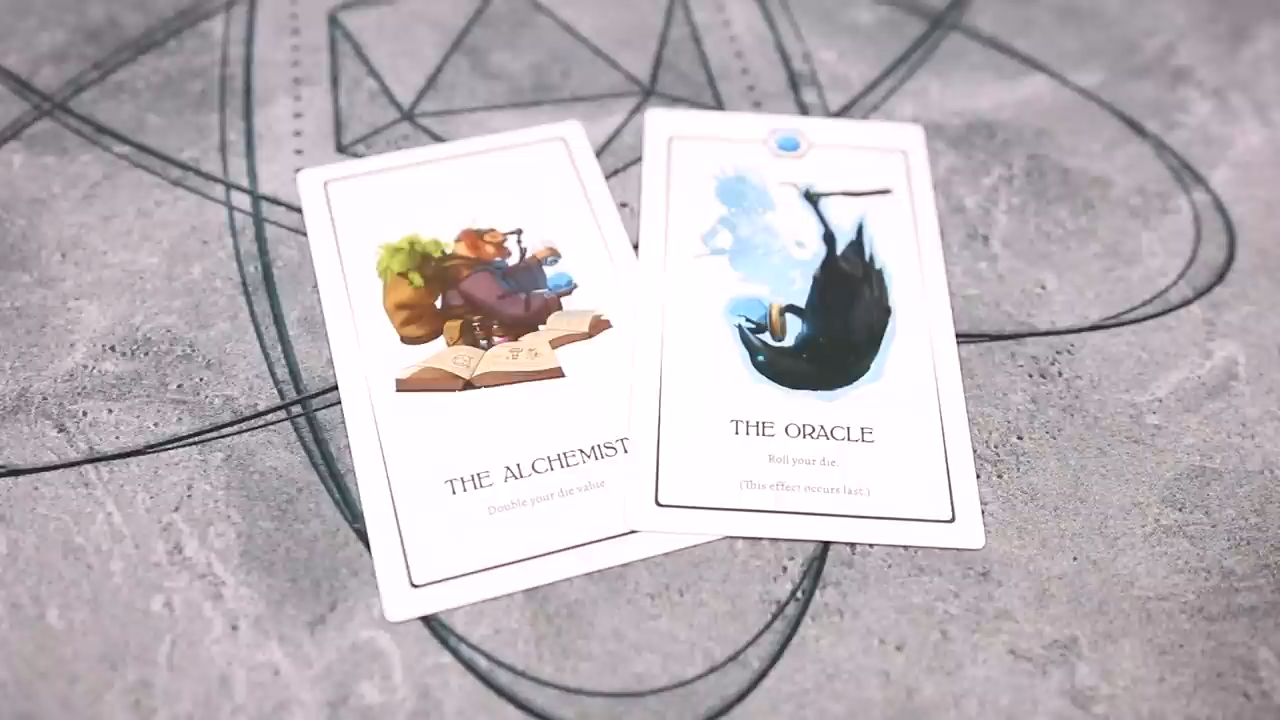 THE ALCHEMIST
Double your die value
THE ORACLE
Roll your die.
(This effect occurs last.)